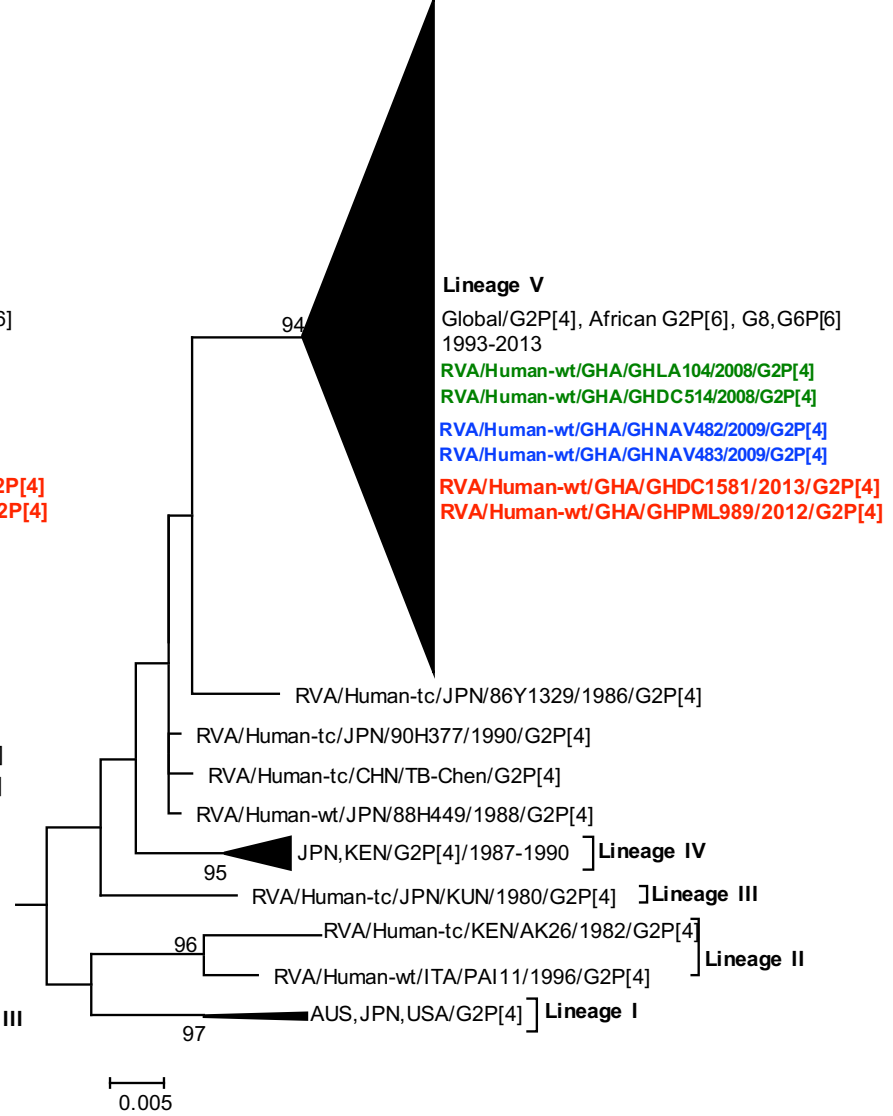 94
Lineage V
6]
Global/G2P[4], African G2P[6], G8,G6P[6]
1993-2013
RVA/Human-wt/GHA/GHLA104/2008/G2P[4]
RVA/Human-wt/GHA/GHDC514/2008/G2P[4]
RVA/Human-wt/GHA/GHNAV482/2009/G2P[4]
RVA/Human-wt/GHA/GHNAV483/2009/G2P[4]
2P[4]
RVA/Human-wt/GHA/GHDC1581/2013/G2P[4]
2P[4]
RVA/Human-wt/GHA/GHPML989/2012/G2P[4]
RVA/Human-tc/JPN/86Y1329/1986/G2P[4]
RVA/Human-tc/JPN/90H377/1990/G2P[4]
]
RVA/Human-tc/CHN/TB-Chen/G2P[4]
]
RVA/Human-wt/JPN/88H449/1988/G2P[4]
JPN,KEN/G2P[4]/1987-1990
Lineage IV
95
RVA/Human-tc/JPN/KUN/1980/G2P[4]
Lineage III
RVA/Human-tc/KEN/AK26/1982/G2P[4]
96
Lineage II
RVA/Human-wt/ITA/PAI11/1996/G2P[4]
AUS,JPN,USA/G2P[4]
Lineage I
III
97
0.005